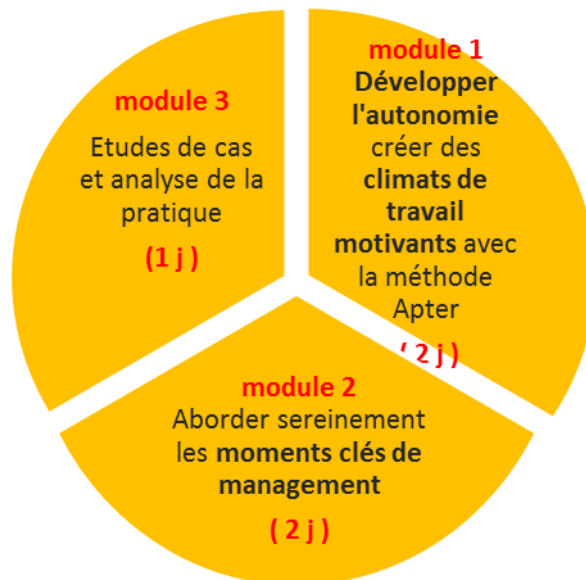 module 1
Développer
l'autonomie
créer des
climats de
travail
motivants avec
la méthode
Apter
( 2 j )
module 2
Aborder sereinement
les moments clés de
management
( 2 j )
module 3
Etudes de cas
et analyse de la
pratique
(1 j )